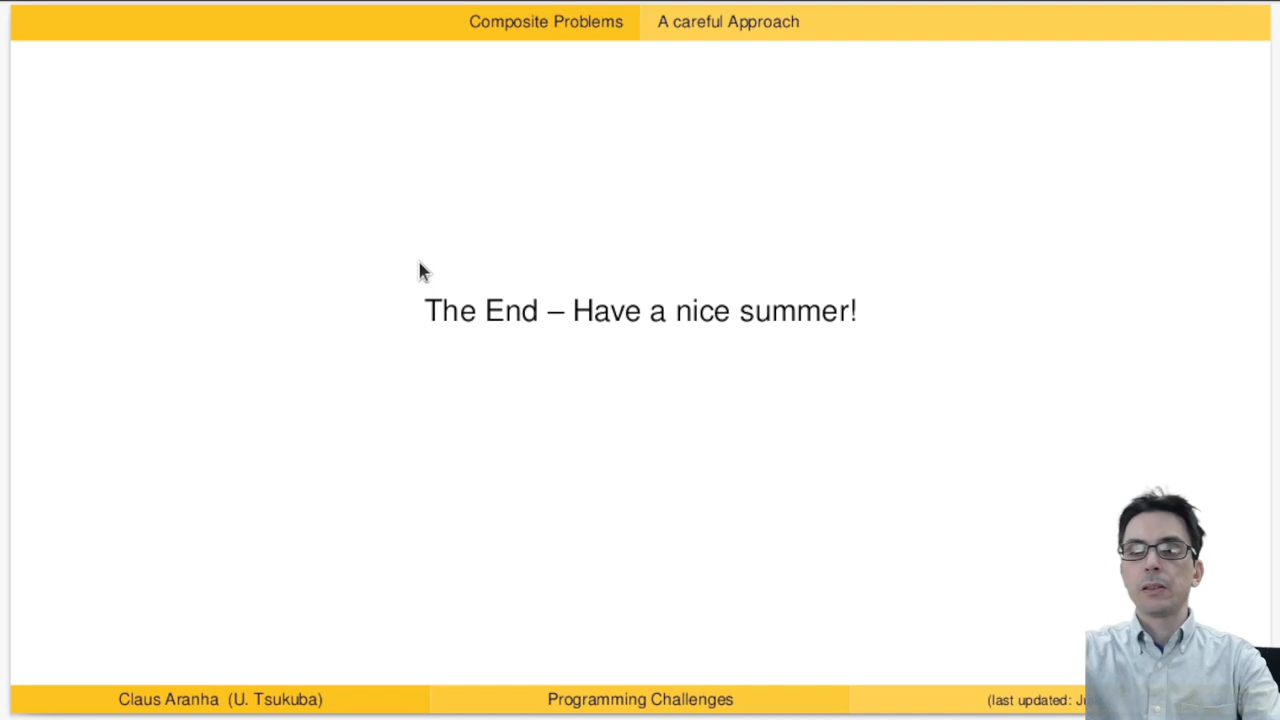 Composite Problems A careful Approach
The End – Have a nice summer!
Claus Aranha (U. Tsukuba) Programming Challenges (last updated: